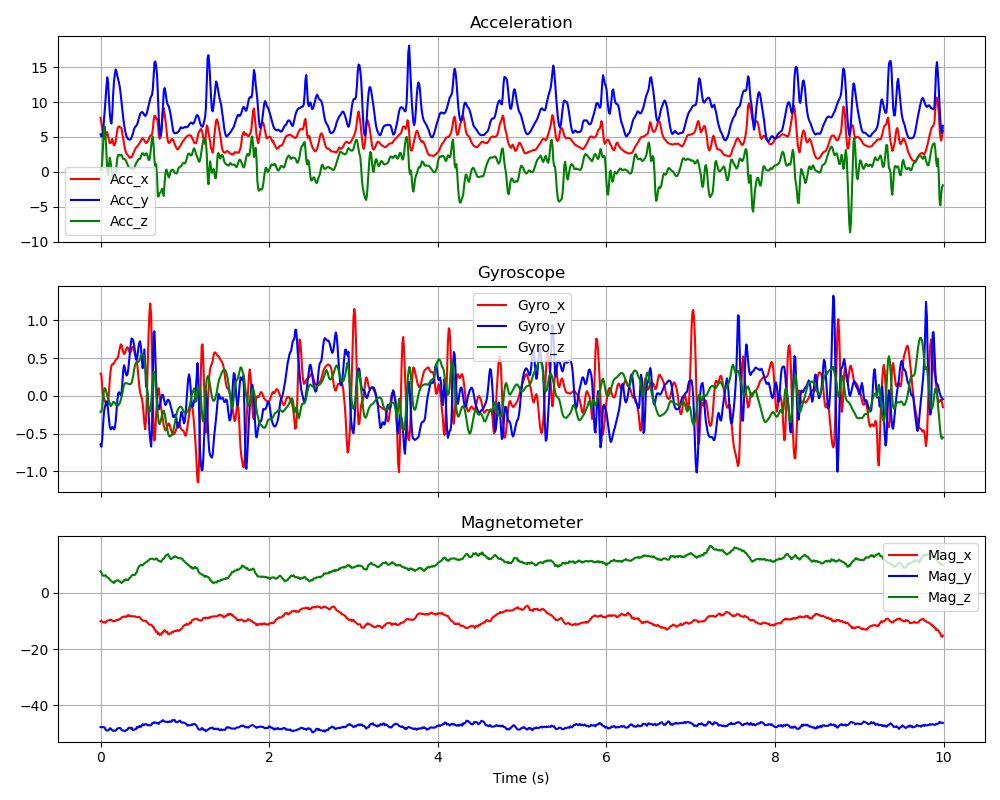 Acceleration
15
10
5
0
−5
−10
Acc_x
Acc_y
Acc_z
Gyroscope
1.0
0.5
0.0
−0.5
−1.0
Gyro_x
Gyro_y
Gyro_z
Magnetometer
0
−20
−40
Mag_x
Mag_y
Mag_z
0 2 4 6 8 10
Time (s)